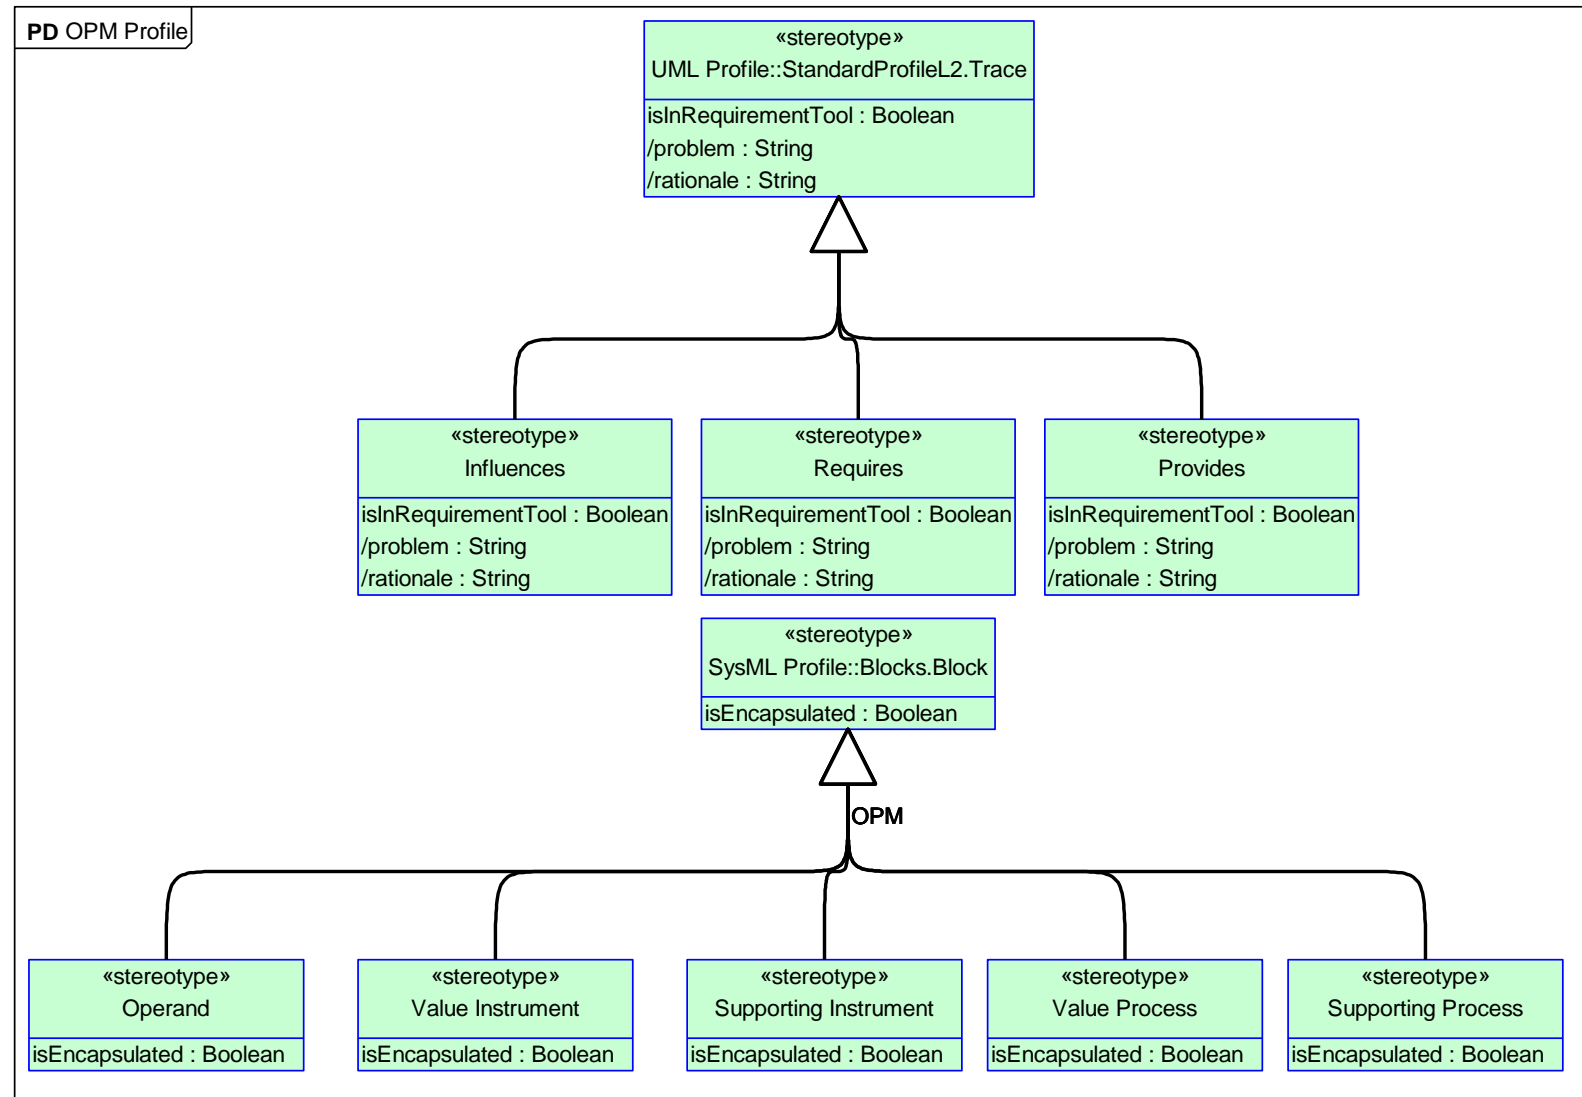 PD OPM Profile
«stereotype»
UML Profile::StandardProfileL2.Trace
isInRequirementTool : Boolean
/problem : String
/rationale : String
«stereotype»
Influences
isInRequirementTool : Boolean
/problem : String
/rationale : String
«stereotype»
Requires
isInRequirementTool : Boolean
/problem : String
/rationale : String
«stereotype»
Provides
isInRequirementTool : Boolean
/problem : String
/rationale : String
«stereotype»
SysML Profile::Blocks.Block
isEncapsulated : Boolean
OPM
«stereotype»
Operand
isEncapsulated : Boolean
«stereotype»
Value Instrument
isEncapsulated : Boolean
«stereotype»
Supporting Instrument
isEncapsulated : Boolean
«stereotype»
Value Process
isEncapsulated : Boolean
«stereotype»
Supporting Process
isEncapsulated : Boolean